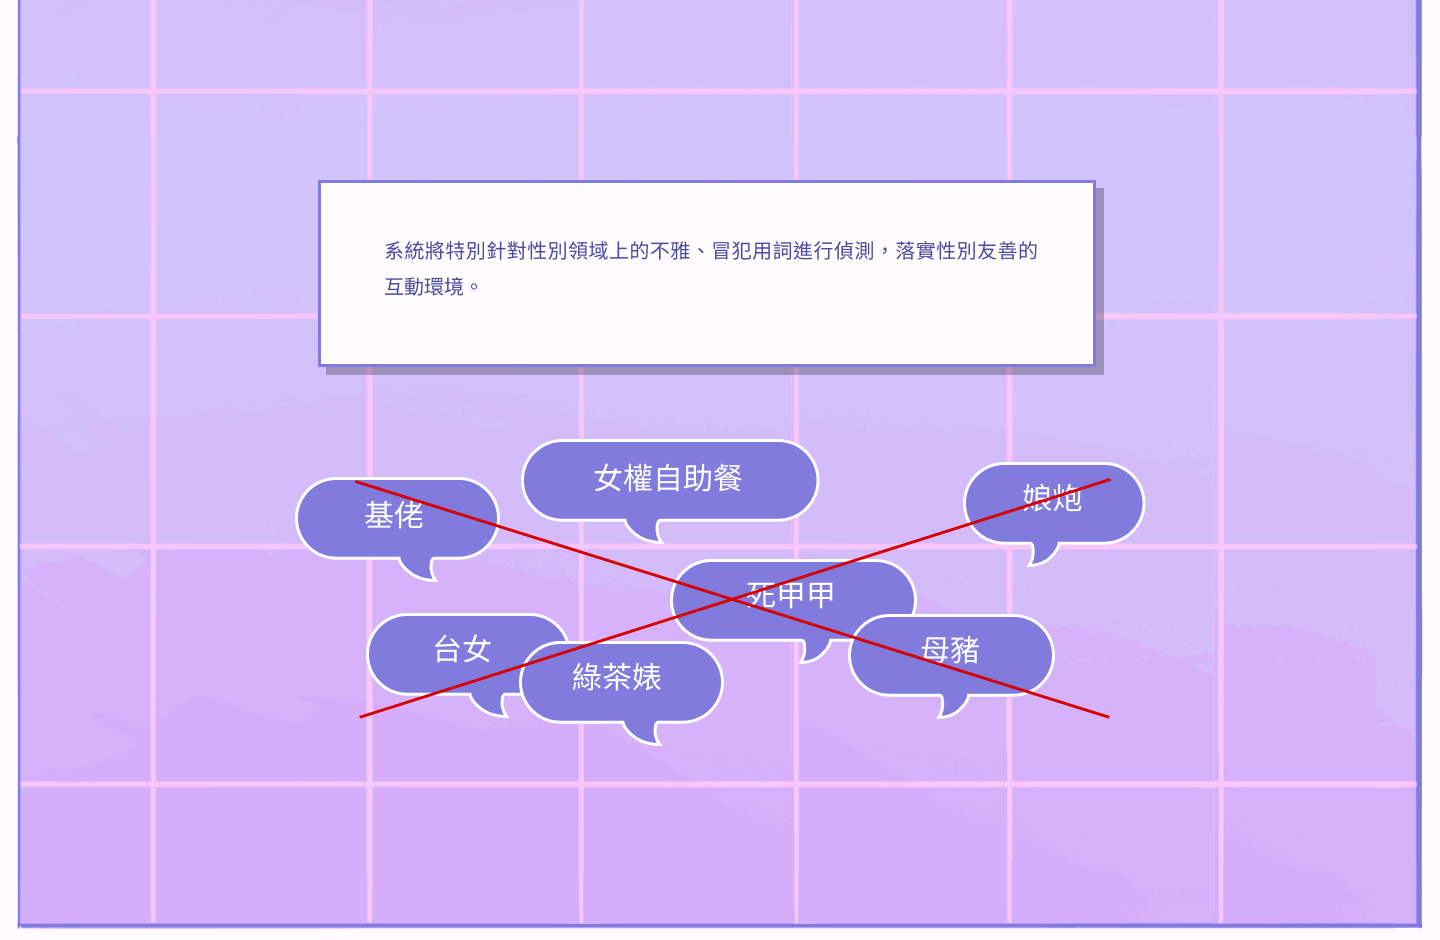 系統將特別針對性別領域上的不雅、冒犯用詞進行偵測，落實性別友善的
互動環境。
女權自助餐
基佬
娘炮
死甲甲
台女
綠茶婊
母豬